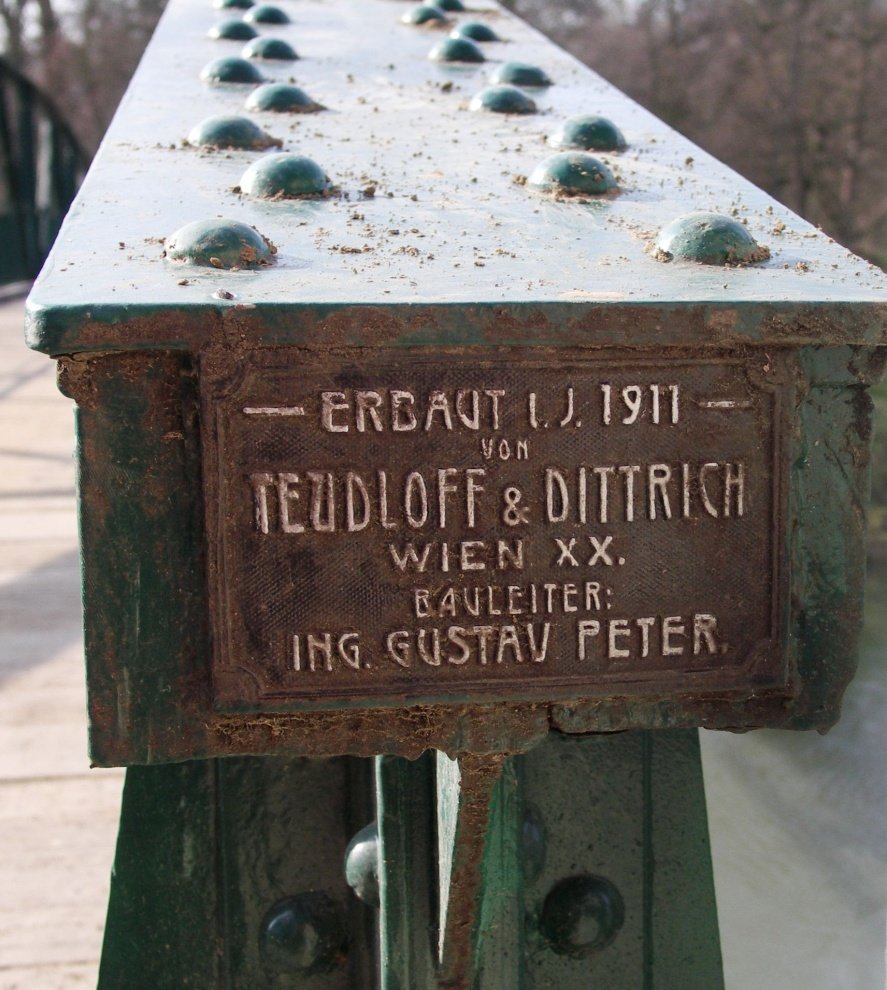 — ERBAUT I. J. 1911 —
VON
TEUDLOFF & DITTRICH
WIEN XX.
BAULEITER:
ING. GUSTAV PETER.